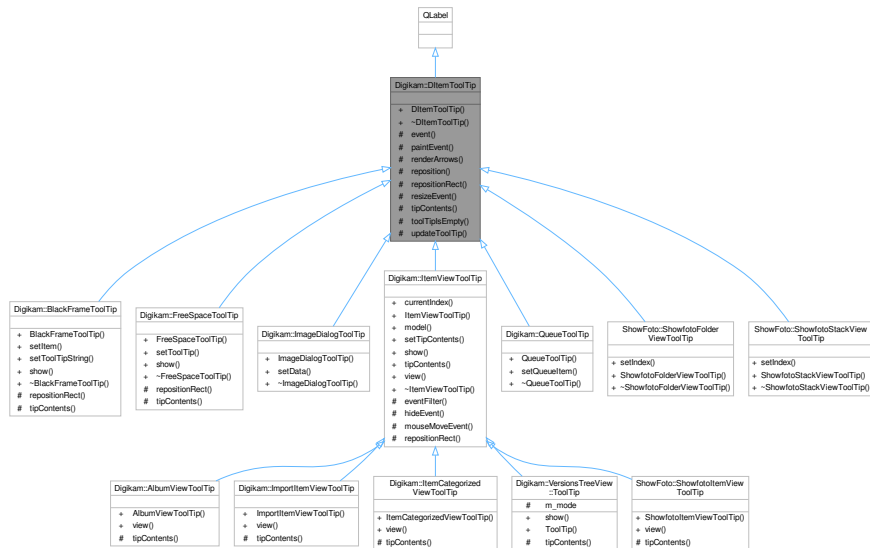 QLabel
Digikam::DItemToolTip
+ DItemToolTip()
+ ~DItemToolTip()
# event()
# paintEvent()
# renderArrows()
# reposition()
# repositionRect()
# resizeEvent()
# tipContents()
# toolTipIsEmpty()
# updateToolTip()
Digikam::BlackFrameToolTip
+ BlackFrameToolTip()
+ setItem()
+ setToolTipString()
+ show()
+ ~BlackFrameToolTip()
# repositionRect()
# tipContents()
Digikam::FreeSpaceToolTip
+ FreeSpaceToolTip()
+ setToolTip()
+ show()
+ ~FreeSpaceToolTip()
# repositionRect()
# tipContents()
Digikam::ImageDialogToolTip
+ ImageDialogToolTip()
+ setData()
+ ~ImageDialogToolTip()
Digikam::ItemViewToolTip
+ currentIndex()
+ ItemViewToolTip()
+ model()
+ setTipContents()
+ show()
+ tipContents()
+ view()
+ ~ItemViewToolTip()
# eventFilter()
# hideEvent()
# mouseMoveEvent()
# repositionRect()
Digikam::QueueToolTip
+ QueueToolTip()
+ setQueueItem()
+ ~QueueToolTip()
ShowFoto::ShowfotoFolder
ViewToolTip
+ setIndex()
+ ShowfotoFolderViewToolTip()
+ ~ShowfotoFolderViewToolTip()
ShowFoto::ShowfotoStackView
ToolTip
+ setIndex()
+ ShowfotoStackViewToolTip()
+ ~ShowfotoStackViewToolTip()
Digikam::AlbumViewToolTip
+ AlbumViewToolTip()
+ view()
# tipContents()
Digikam::ImportItemViewToolTip
+ ImportItemViewToolTip()
+ view()
# tipContents()
Digikam::ItemCategorized
ViewToolTip
+ ItemCategorizedViewToolTip()
+ view()
# tipContents()
Digikam::VersionsTreeView
::ToolTip
# m_mode
+ show()
+ ToolTip()
# tipContents()
ShowFoto::ShowfotoItemView
ToolTip
+ ShowfotoItemViewToolTip()
+ view()
# tipContents()